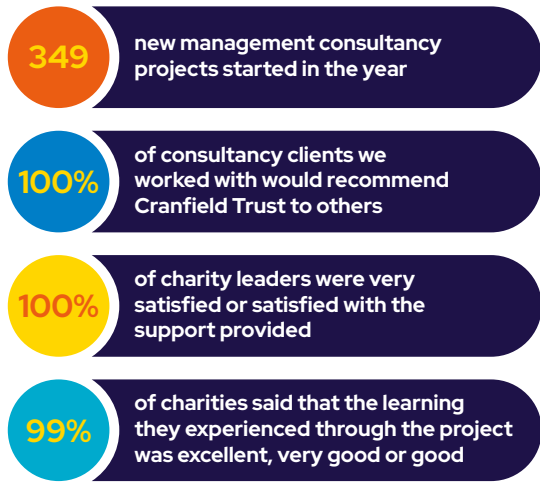 349
new management consultancy
projects started in the year
100%
of consultancy clients we
worked with would recommend
Cranfield Trust to others
100%
of charity leaders were very
satisfied or satisfied with the
support provided
99%
of charities said that the learning
they experienced through the project
was excellent, very good or good